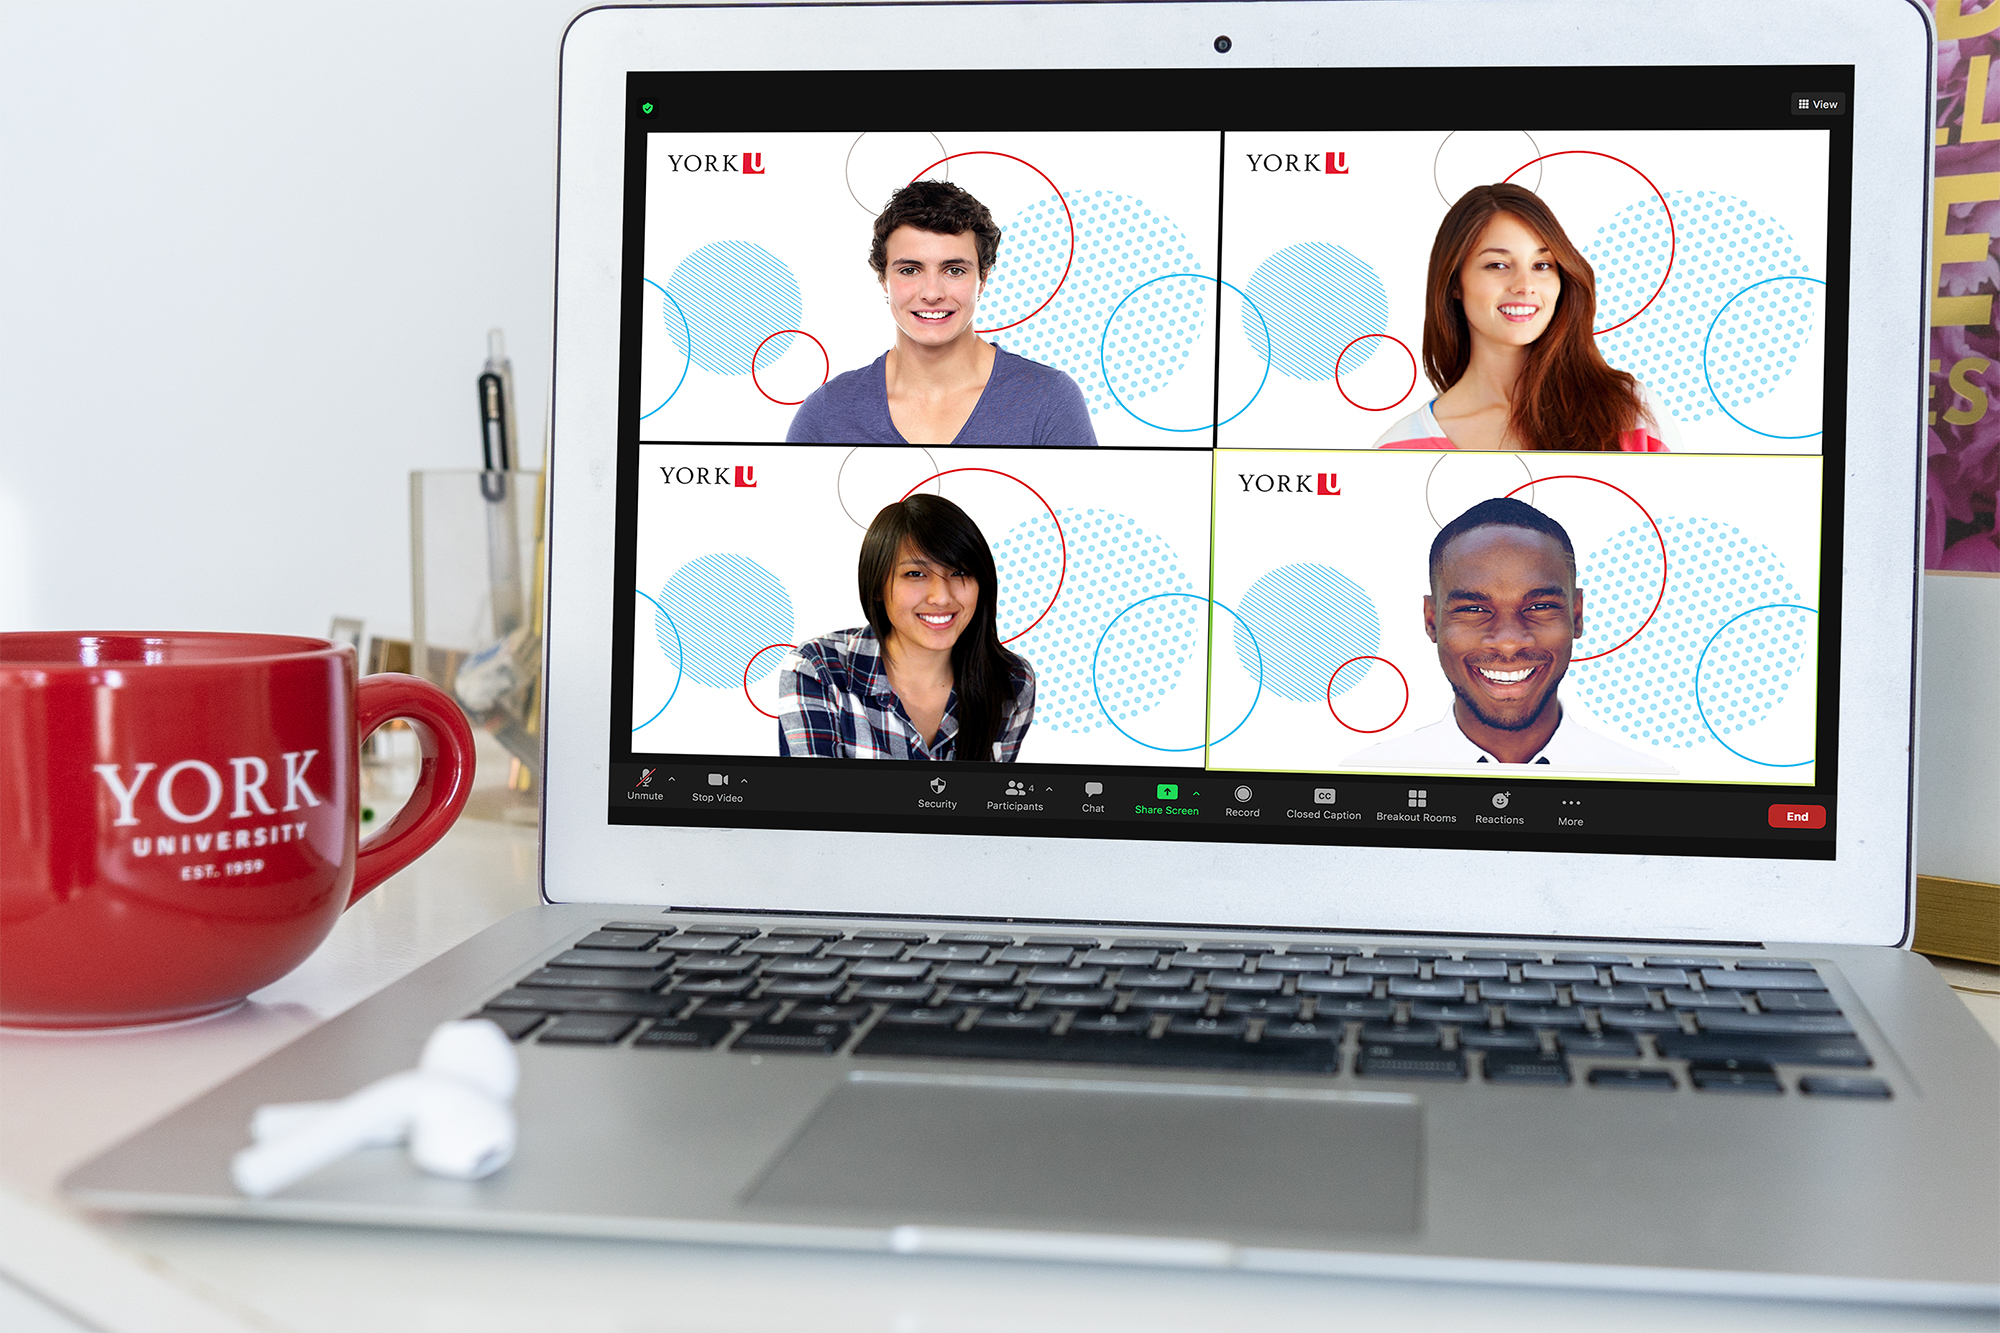 View
YORK U
YORK U
YORK U
YORK U
Unmute
Stop Video
Security
Participants 4
Chat
Share Screen
Record
CC
Closed Caption
Breakout Rooms
Reactions
More
End
YORK
UNIVERSITY
EST. 1959
L
E
ES